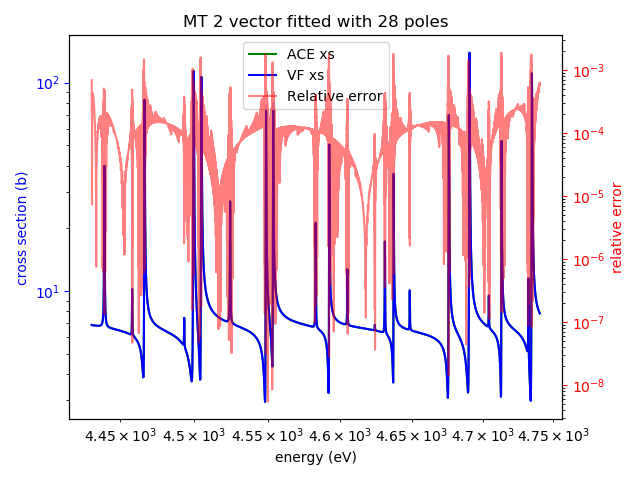 MT 2 vector fitted with 28 poles
ACE xs
VF xs
Relative error
10²
10¹
cross section (b)
10⁻³
10⁻⁴
10⁻⁵
10⁻⁶
10⁻⁷
10⁻⁸
relative error
4.45 × 10³ 4.5 × 10³ 4.55 × 10³ 4.6 × 10³ 4.65 × 10³ 4.7 × 10³ 4.75 × 10³
energy (eV)